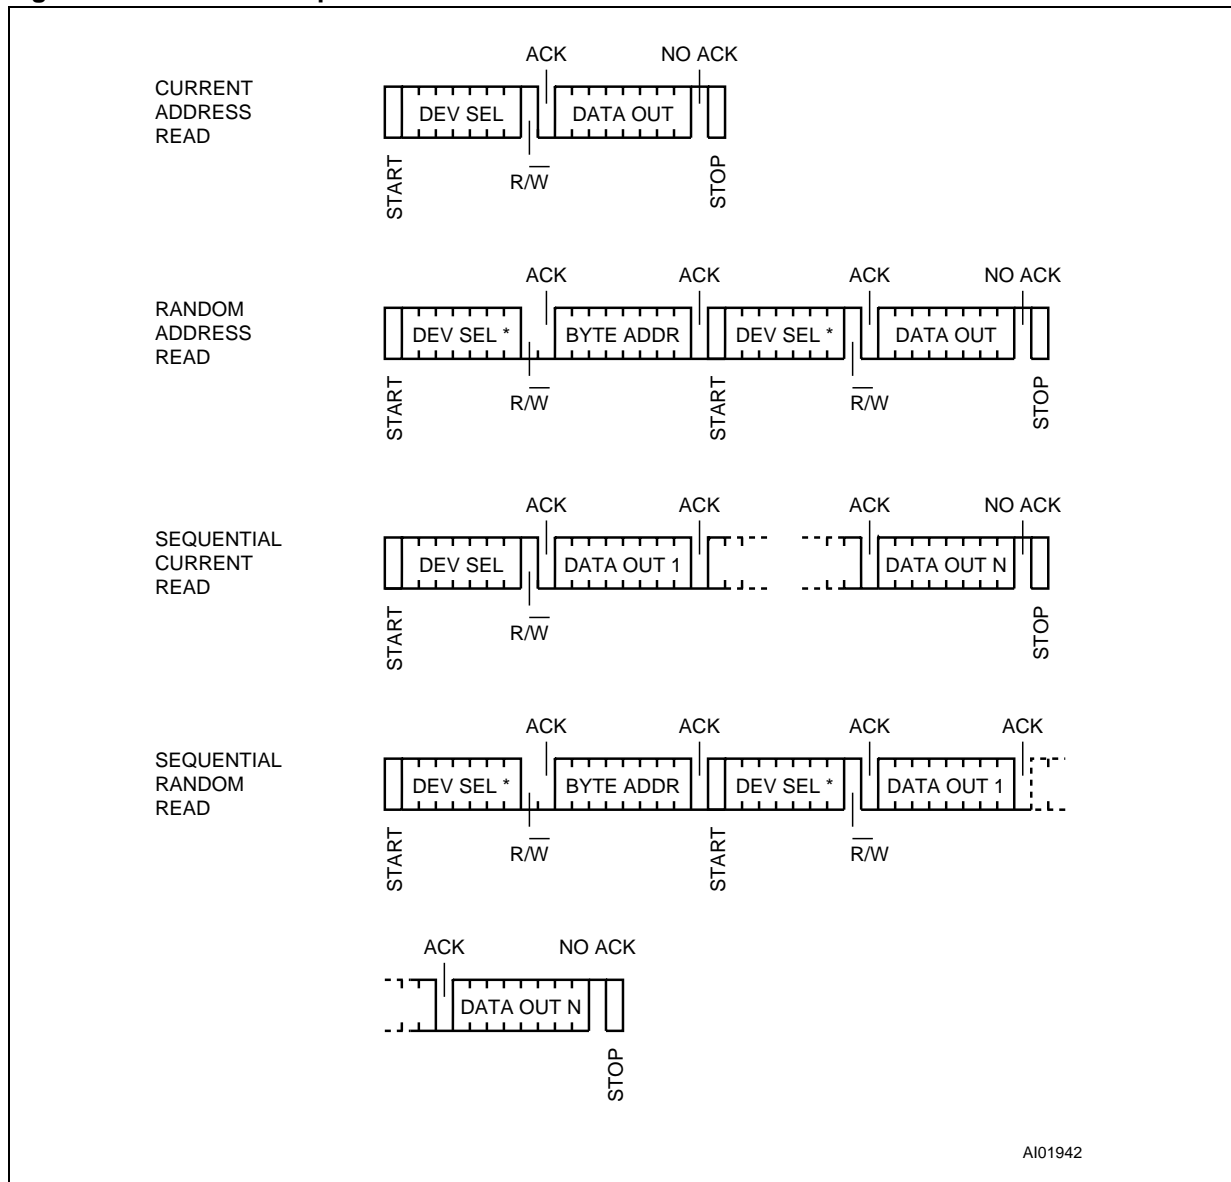 ACK NO ACK
CURRENT
ADDRESS
READ
DEV SEL DATA OUT
START R/W̅ STOP
ACK ACK ACK NO ACK
RANDOM
ADDRESS
READ
DEV SEL * BYTE ADDR DEV SEL * DATA OUT
START R/W̅ START R̅/W STOP
ACK ACK ACK NO ACK
SEQUENTIAL
CURRENT
READ
DEV SEL DATA OUT 1 DATA OUT N
START R/W̅ STOP
ACK ACK ACK ACK
SEQUENTIAL
RANDOM
READ
DEV SEL * BYTE ADDR DEV SEL * DATA OUT 1
START R/W̅ START R̅/W
ACK NO ACK
DATA OUT N
STOP
AI01942